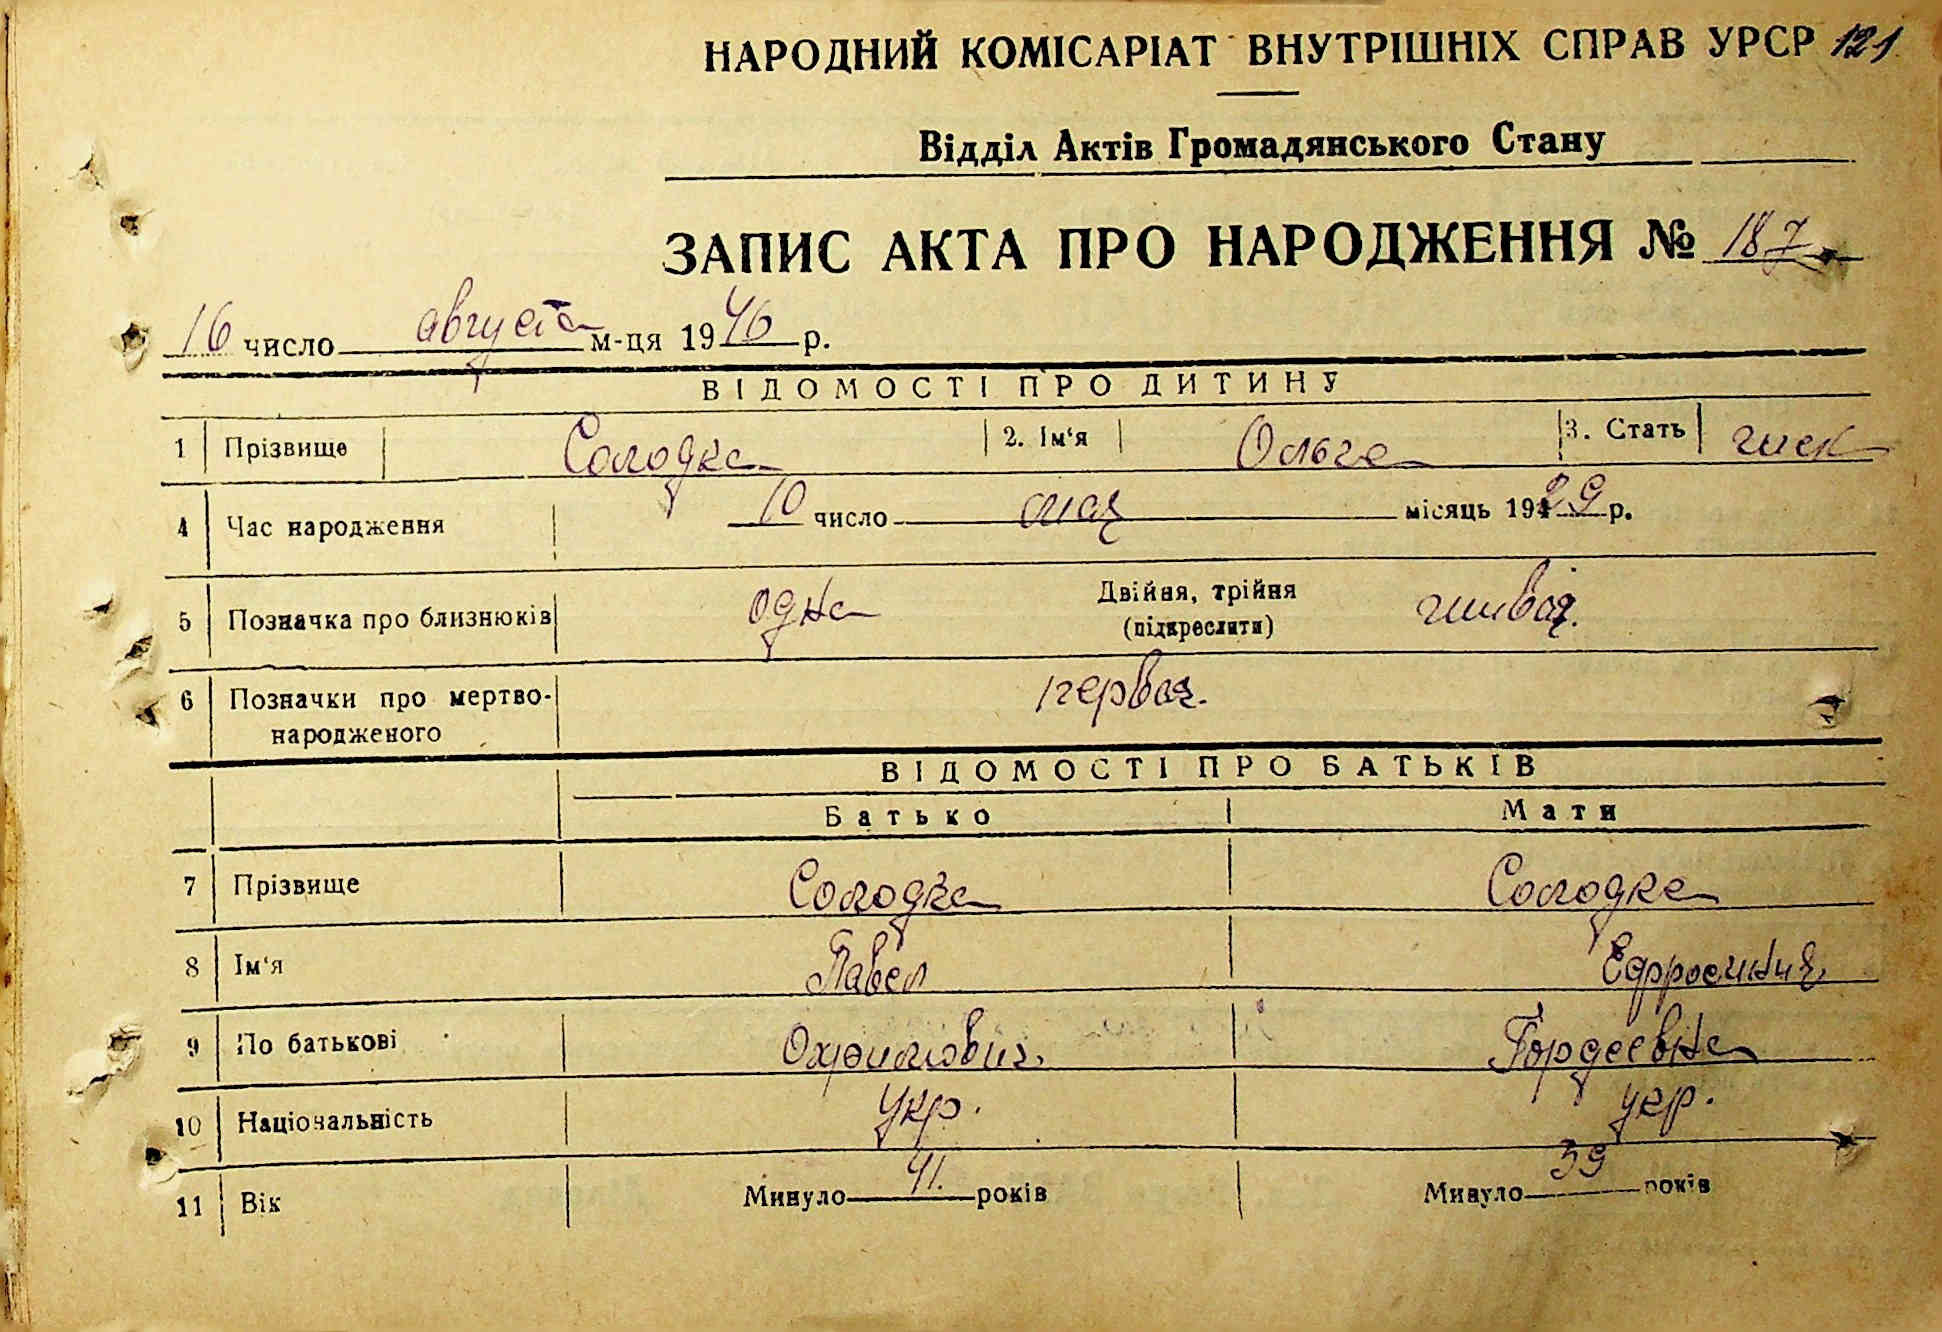 НАРОДНИЙ КОМІСАРІАТ ВНУТРІШНІХ СПРАВ УРСР 121
Відділ Актів Громадянського Стану
ЗАПИС АКТА ПРО НАРОДЖЕННЯ № 187
16 число августа м-ця 1946 р.
ВІДОМОСТІ ПРО ДИТИНУ
1 Прізвище Солодка 2. Ім'я Ольга 3. Стать жиск
4 Час народження 10 число мая місяць 1929 р.
5 Позначка про близнюків одна Двійня, трійня живая.
(підкреслити)
6 Позначки про мертво- первая.
народженого
ВІДОМОСТІ ПРО БАТЬКІВ
Батько Мати
7 Прізвище Солодка Солодка
8 Ім'я Павел Ефросиния
9 По батькові Гордеевна
10 Національність укр. укр.
11 Вік Минуло 41. років Минуло 39 років